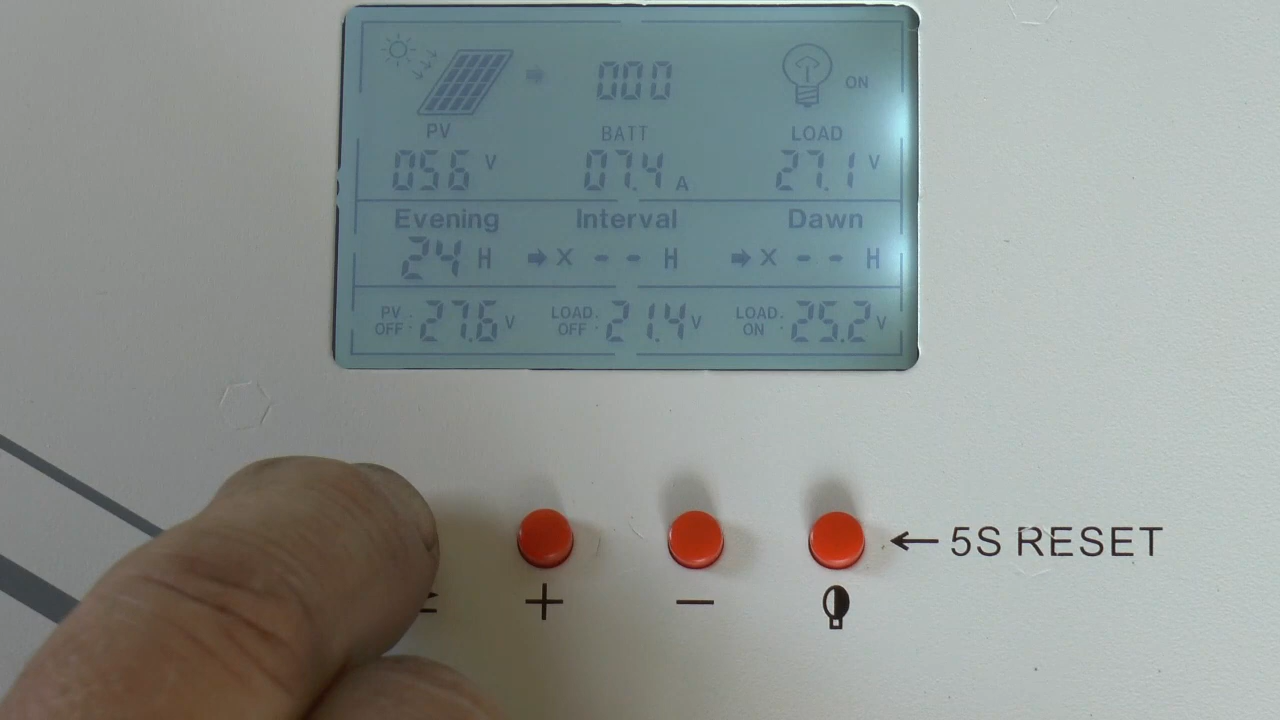 000 ON
PV BATT LOAD
056 V 07.4 A 27.1 V
Evening Interval Dawn
24 H X -- H X -- H
PV OFF: 27.6 V LOAD. OFF: 21.4 V LOAD. ON: 25.2 V
← 5S RESET
+ −